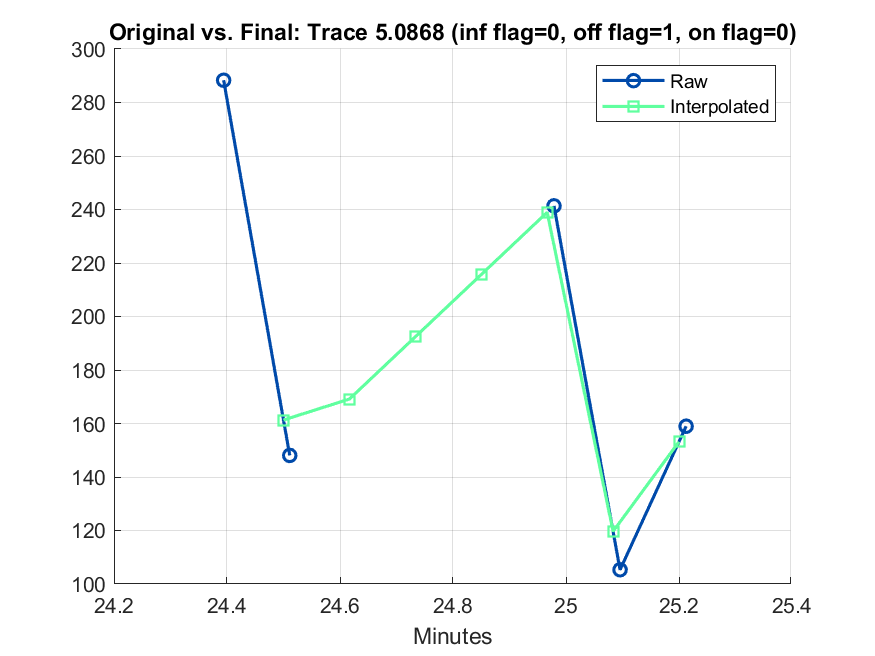 Original vs. Final: Trace 5.0868 (inf flag=0, off flag=1, on flag=0)
300
280
260
240
220
200
180
160
140
120
100
Raw
Interpolated
24.2 24.4 24.6 24.8 25 25.2 25.4
Minutes